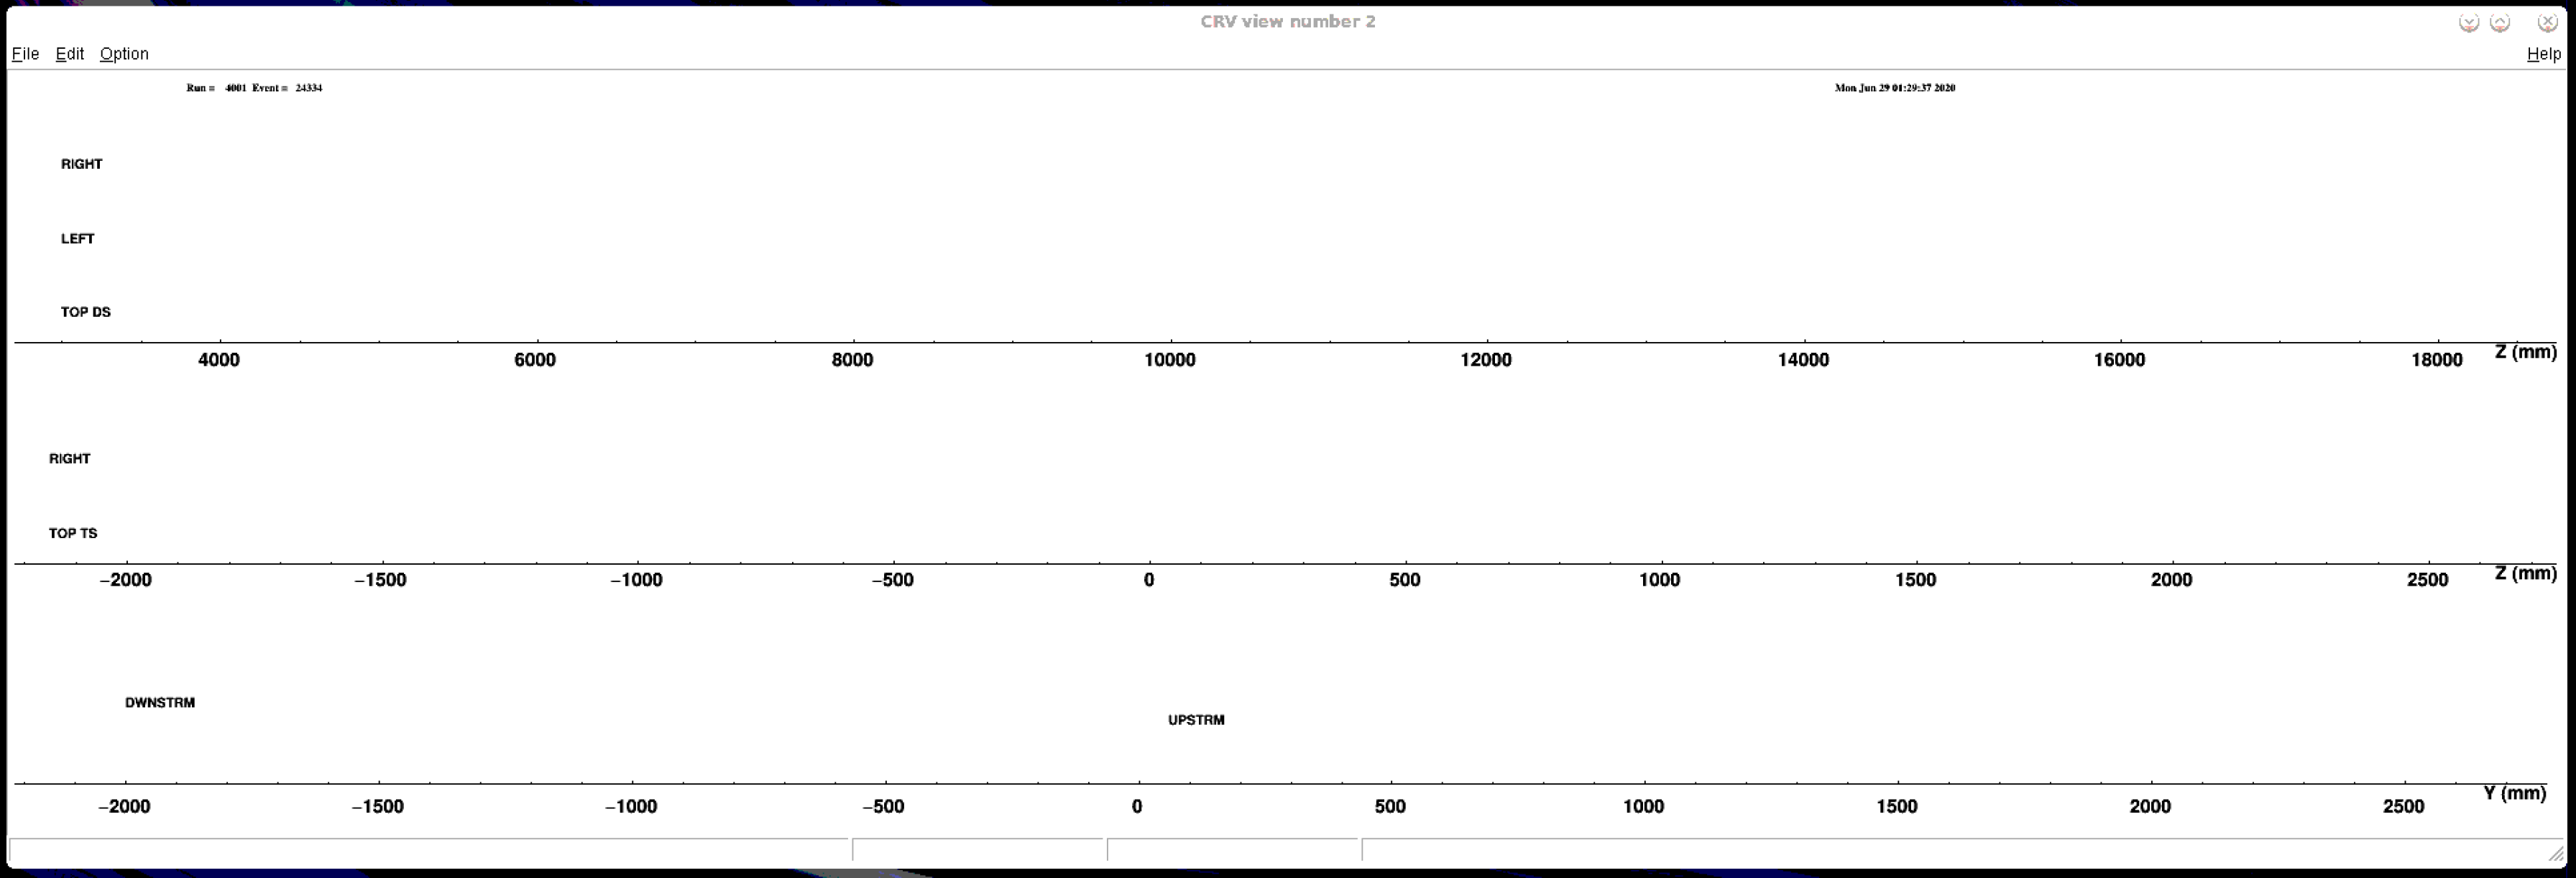 CRV view number 2
File Edit Option Help
Run = 4001 Event = 24334 Mon Jun 29 01:29:37 2020
RIGHT
LEFT
TOP DS
4000 6000 8000 10000 12000 14000 16000 18000 Z (mm)
RIGHT
TOP TS
−2000 −1500 −1000 −500 0 500 1000 1500 2000 2500 Z (mm)
DWNSTRM
UPSTRM
−2000 −1500 −1000 −500 0 500 1000 1500 2000 2500 Y (mm)